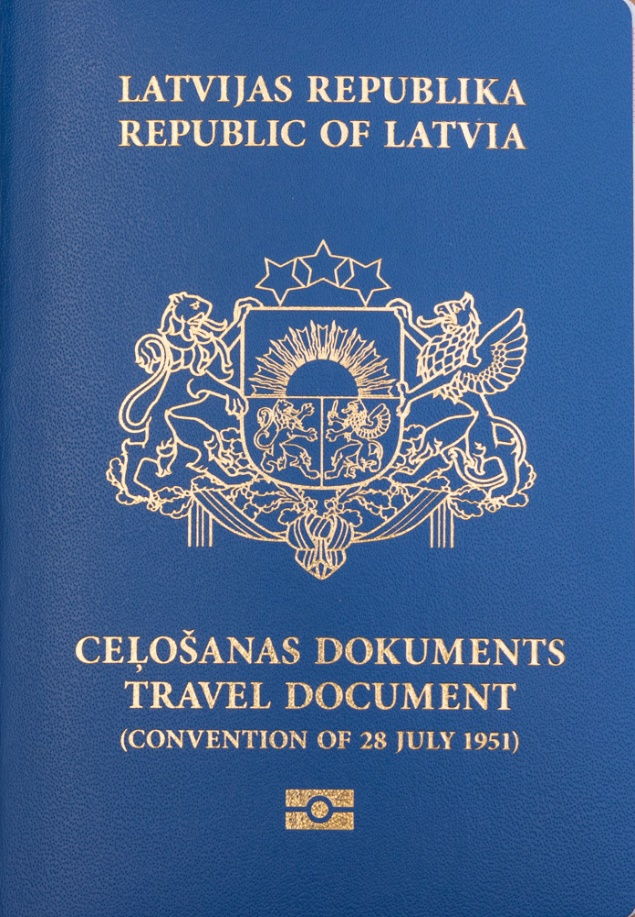 LATVIJAS REPUBLIKA
REPUBLIC OF LATVIA
CEĻOŠANAS DOKUMENTS
TRAVEL DOCUMENT
(CONVENTION OF 28 JULY 1951)